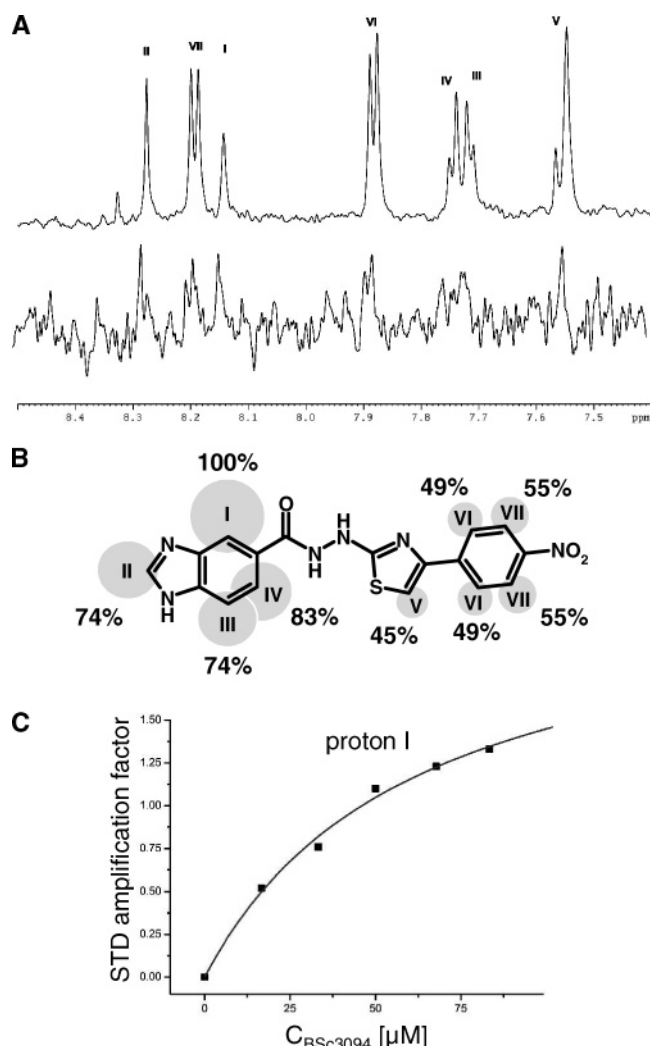 A
II
VII
I
VI
IV
III
V
8.4 8.3 8.2 8.1 8.0 7.9 7.8 7.7 7.6 7.5 ppm
B
100%
49% 55%
I
O
VI VII
N
H
N
N
II
N
H
IV
N
H
S
V
NO2
VI
VII
74%
III
83%
45%
49%
55%
74%
C
proton I
STD amplification factor
1.50
1.25
1.00
0.75
0.50
0.25
0.00
0 25 50 75
CBSc3094 [µM]